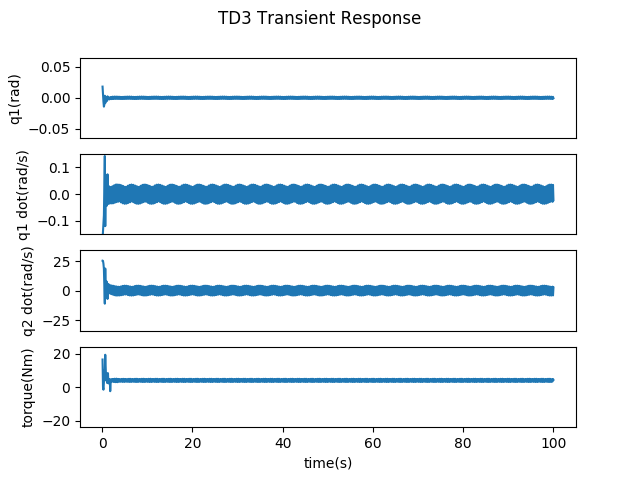 TD3 Transient Response
q1(rad)
0.05
0.00
−0.05
q1 dot(rad/s)
0.1
0.0
−0.1
q2 dot(rad/s)
25
0
−25
torque(Nm)
20
0
−20
0 20 40 60 80 100
time(s)